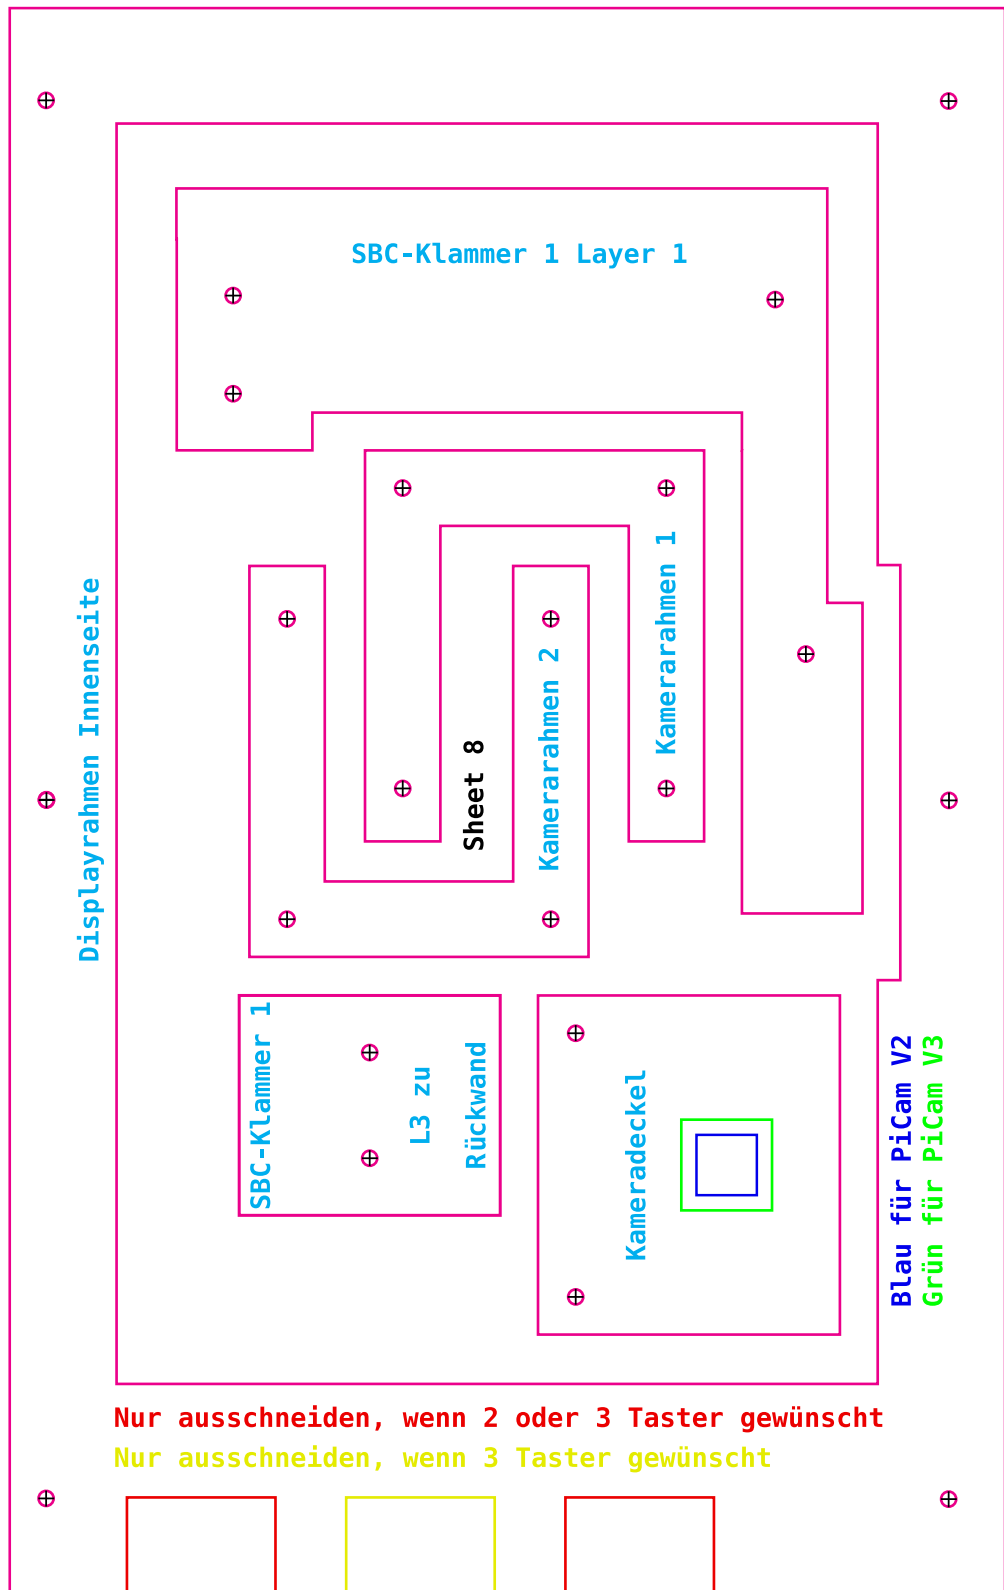 SBC-Klammer 1 Layer 1
Displayrahmen Innenseite
Kamerarahmen 1
Kamerarahmen 2
Sheet 8
SBC-Klammer 1
L3 zu
Rückwand
Kameradeckel
Blau für PiCam V2
Grün für PiCam V3
Nur ausschneiden, wenn 2 oder 3 Taster gewünscht
Nur ausschneiden, wenn 3 Taster gewünscht